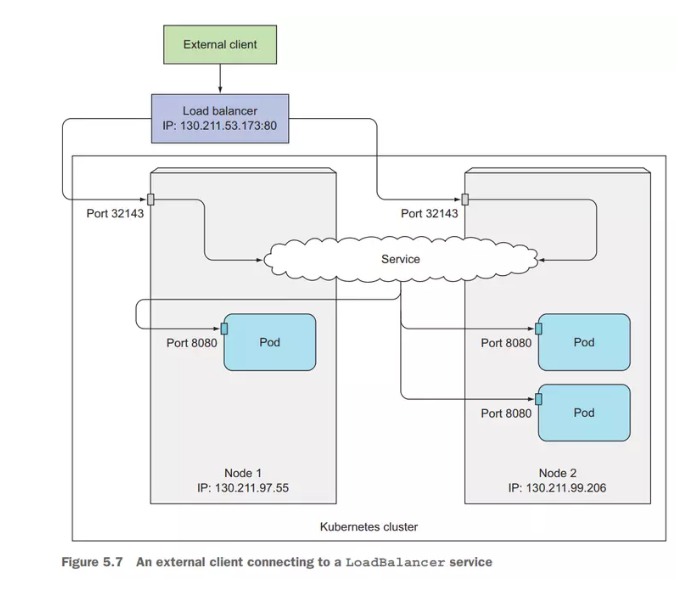 External client
Load balancer
IP: 130.211.53.173:80
Port 32143
Port 32143
Service
Port 8080
Pod
Port 8080
Pod
Port 8080
Pod
Node 1
IP: 130.211.97.55
Node 2
IP: 130.211.99.206
Kubernetes cluster
Figure 5.7 An external client connecting to a LoadBalancer service